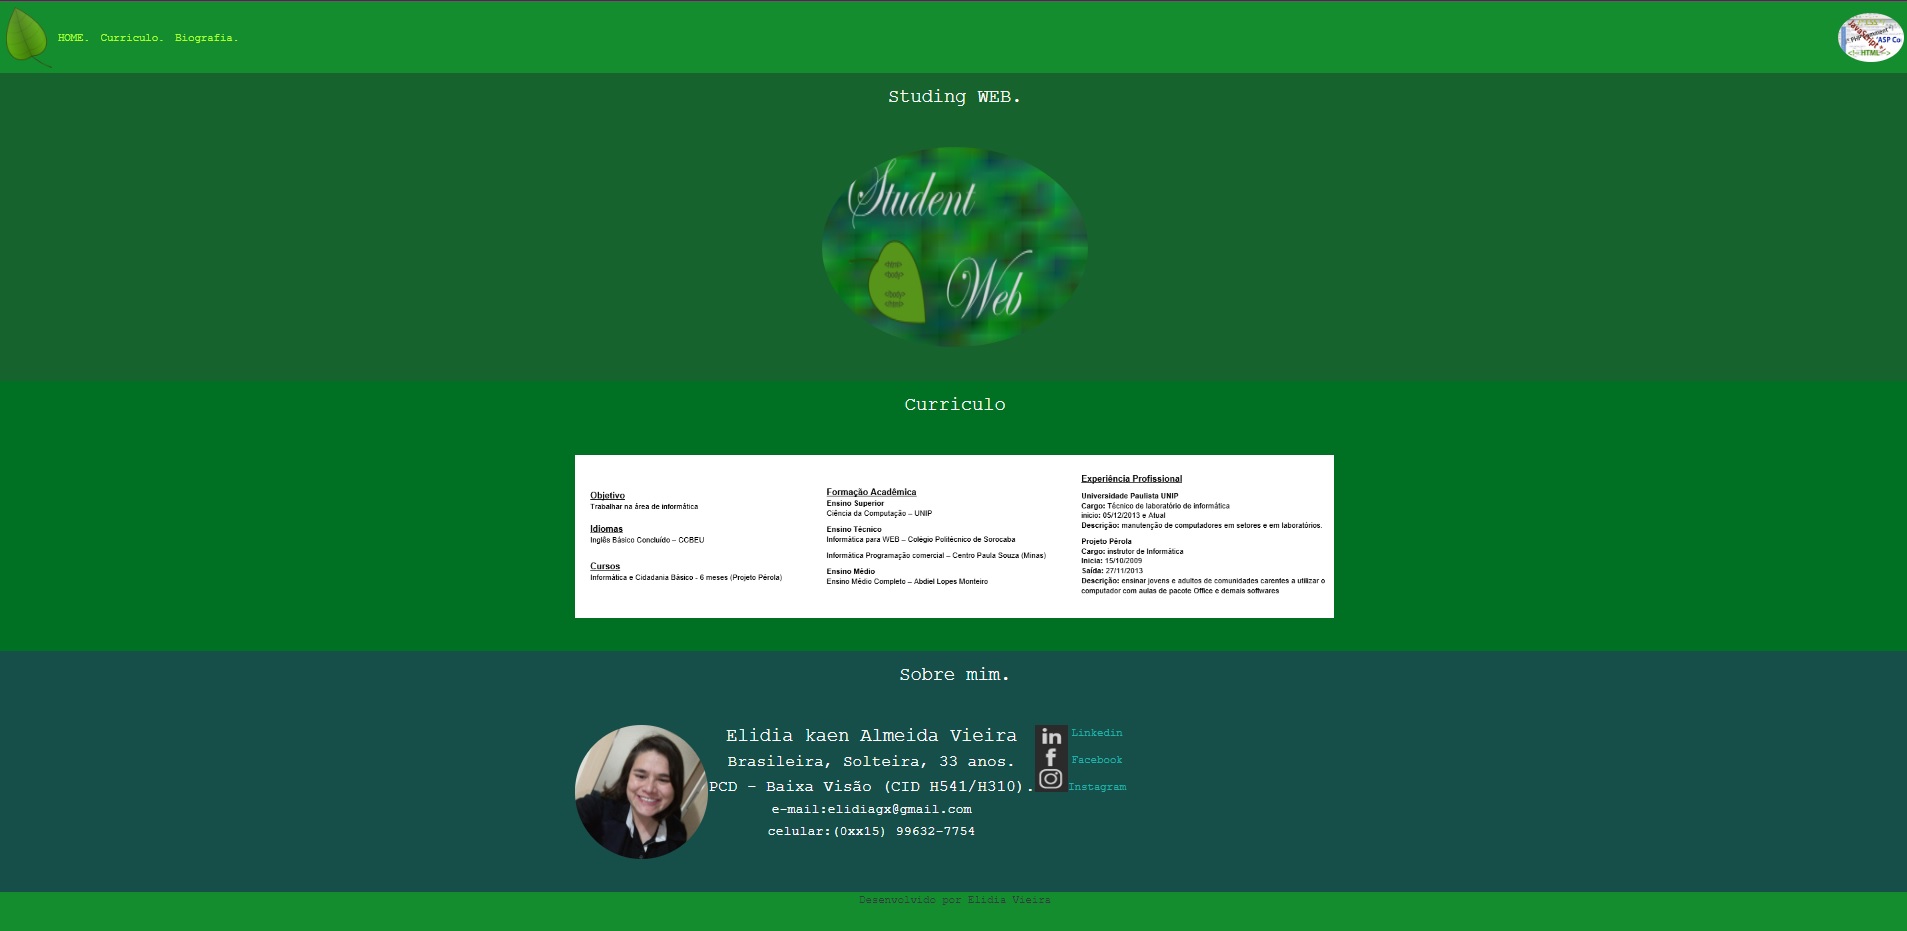 HOME. Curriculo. Biografia.
JavaScript
'ASP Co
<!-- HTML-->
Studing WEB.
Student
<html>
<body>
Web
Curriculo
Objetivo
Trabalhar na área de informática
Idiomas
Inglês Básico Concluído – CCBEU
Cursos
Informática e Cidadania Básico - 6 meses (Projeto Pérola)
Formação Acadêmica
Ensino Superior
Ciência da Computação – UNIP
Ensino Técnico
Informática para WEB – Colégio Politécnico de Sorocaba
Informática Programação comercial – Centro Paula Souza (Minas)
Ensino Médio
Ensino Médio Completo – Abdiel Lopes Monteiro
Experiência Profissional
Universidade Paulista UNIP
Cargo: Técnico de laboratório de informática
inicio: 05/12/2013 e Atual
Descrição: manutenção de computadores em setores e em laboratórios.
Projeto Pérola
Cargo: instrutor de Informática
Inicia: 15/10/2009
Saída: 27/11/2013
Descrição: ensinar jovens e adultos de comunidades carentes a utilizar o
computador com aulas de pacote Office e demais softwares
Sobre mim.
Elidia kaen Almeida Vieira
Brasileira, Solteira, 33 anos.
PCD – Baixa Visão (CID H541/H310).
e-mail:elidiagx@gmail.com
celular:(0xx15) 99632-7754
in Linkedin
f Facebook
Instagram
Desenvolvido por Elidia Vieira